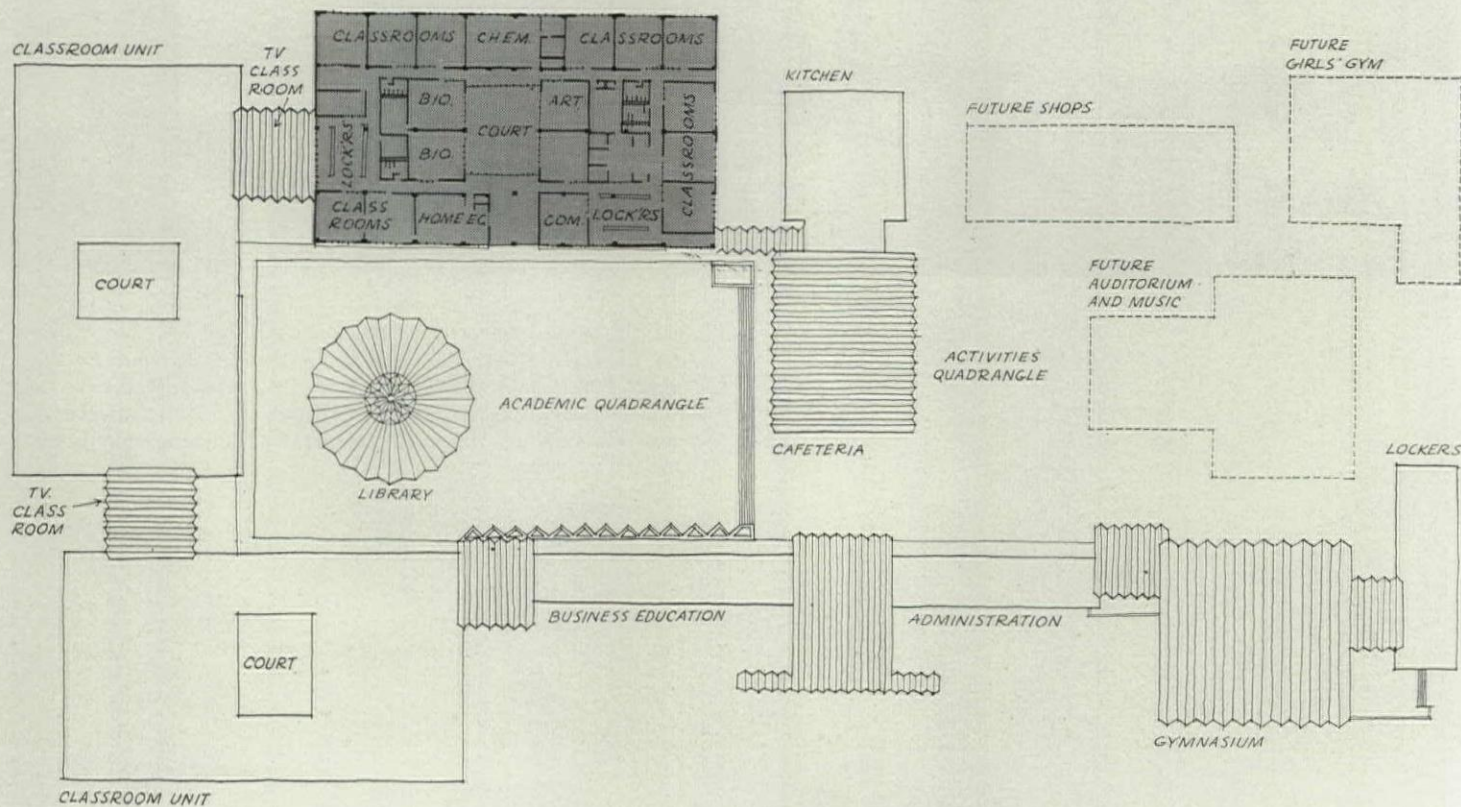 CLASSROOM UNIT
TV
CLASS
ROOM
CLASSROOMS
CHEM.
CLASSROOMS
BIO.
ART
COURT
BIO.
LOCK'RS
CLASSROOMS
CLASS
ROOMS
HOME EC.
COM.
LOCK'RS
KITCHEN
FUTURE SHOPS
FUTURE
GIRLS' GYM
COURT
FUTURE
AUDITORIUM
AND MUSIC
ACTIVITIES
QUADRANGLE
ACADEMIC QUADRANGLE
CAFETERIA
LOCKERS
LIBRARY
TV.
CLASS
ROOM
BUSINESS EDUCATION
ADMINISTRATION
COURT
GYMNASIUM
CLASSROOM UNIT